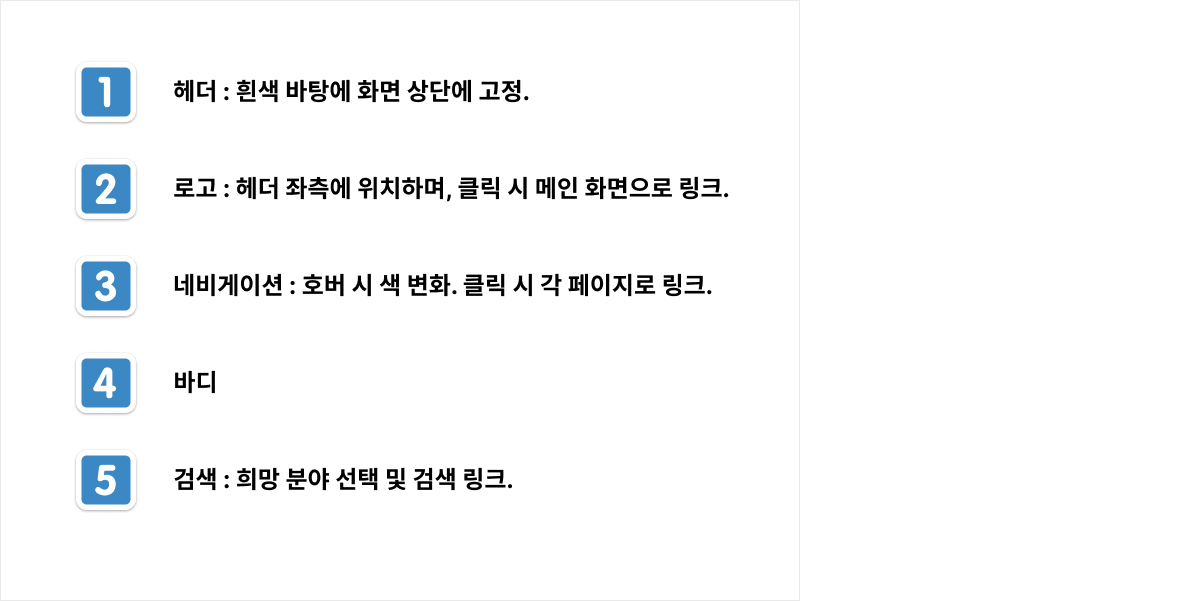 1 헤더 : 흰색 바탕에 화면 상단에 고정.
2 로고 : 헤더 좌측에 위치하며, 클릭 시 메인 화면으로 링크.
3 네비게이션 : 호버 시 색 변화. 클릭 시 각 페이지로 링크.
4 바디
5 검색 : 희망 분야 선택 및 검색 링크.